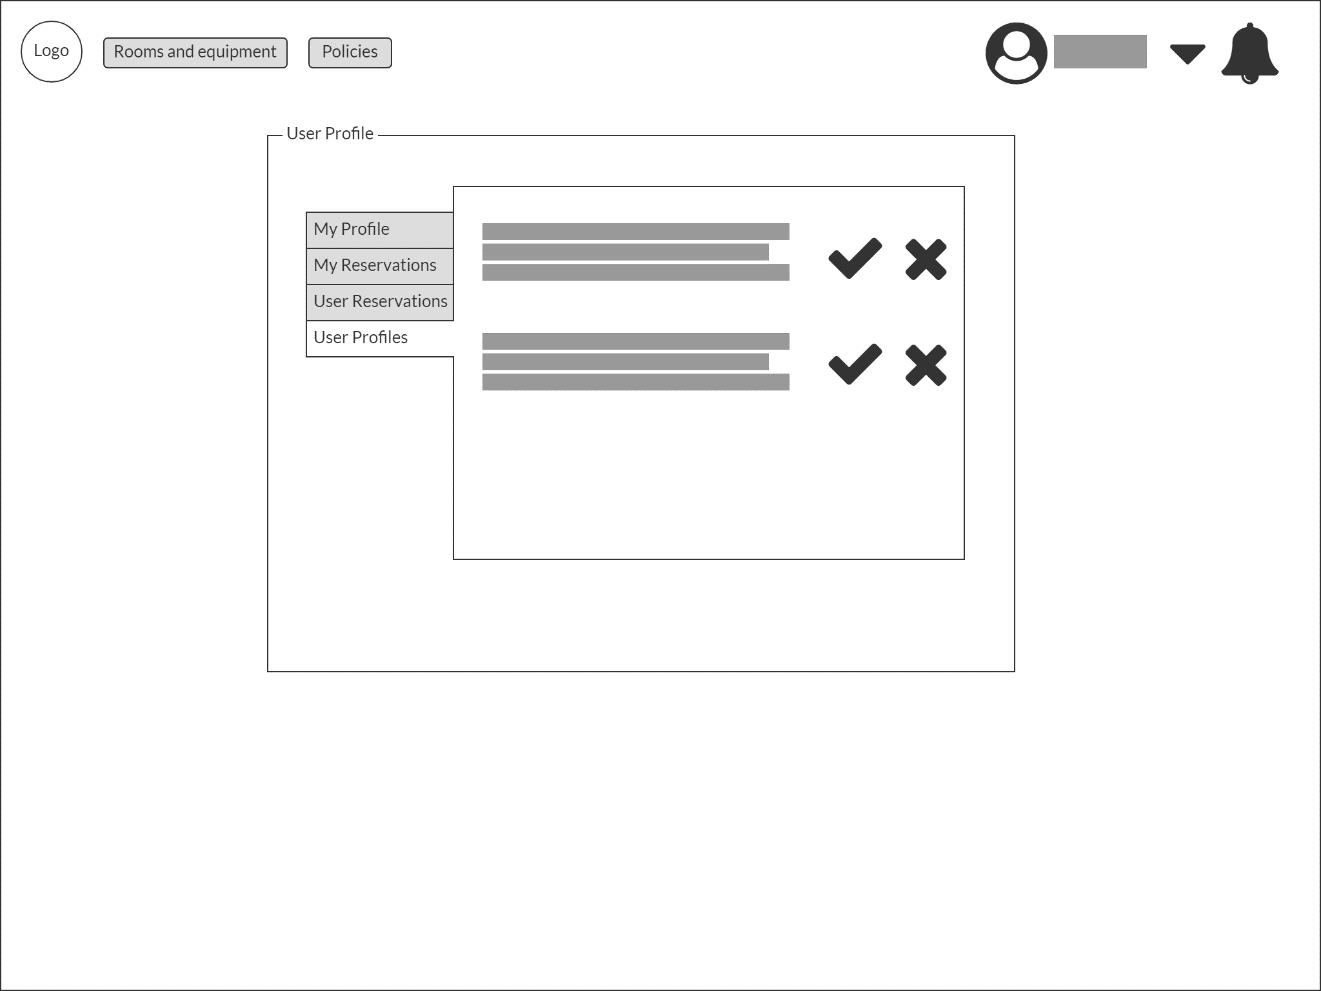 Logo
Rooms and equipment
Policies
User Profile
My Profile
My Reservations
User Reservations
User Profiles